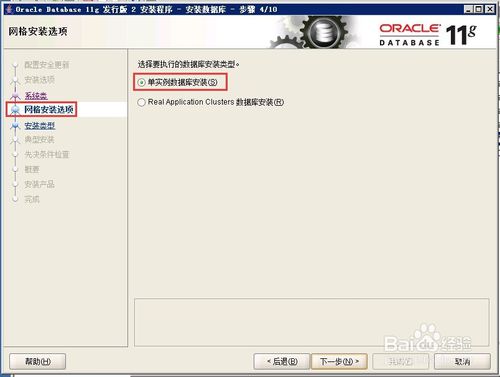 Oracle Database 11g 发行版 2 安装程序 - 安装数据库 - 步骤 4/10
网格安装选项
ORACLE
DATABASE 11g
配置安全更新
安装选项
系统类
网格安装选项
安装类型
典型安装
先决条件检查
概要
安装产品
完成
选择要执行的数据库安装类型。
单实例数据库安装(S)
Real Application Clusters 数据库安装(R)
帮助(H)
< 后退(B)
下一步(N) >
完成(F)
取消
Baidu 经验